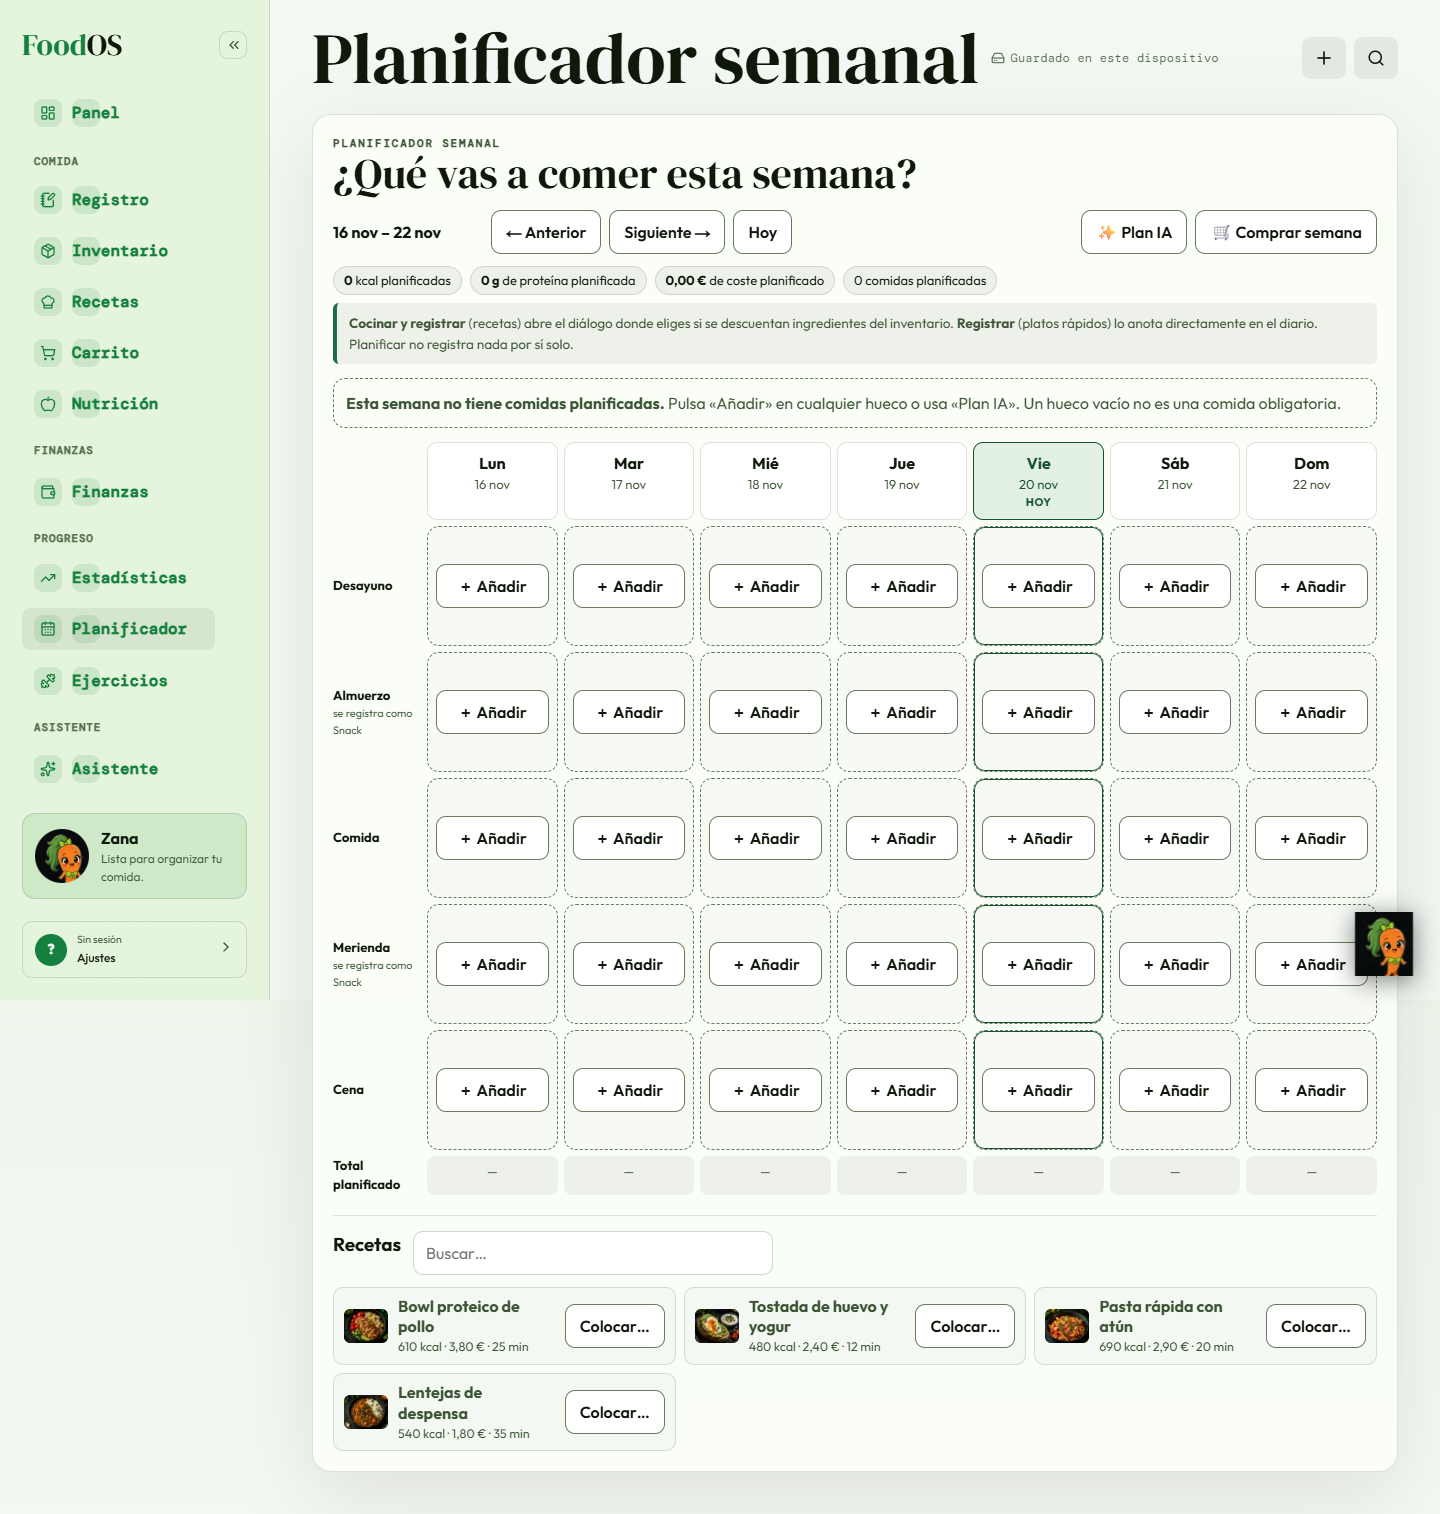 FoodOS
Panel
COMIDA
Registro
Inventario
Recetas
Carrito
Nutrición
FINANZAS
Finanzas
PROGRESO
Estadísticas
Planificador
Ejercicios
ASISTENTE
Asistente
Zana
Lista para organizar tu
comida.
?
Sin sesión
Ajustes
Planificador semanal
Guardado en este dispositivo
PLANIFICADOR SEMANAL
¿Qué vas a comer esta semana?
16 nov – 22 nov
← Anterior
Siguiente →
Hoy
✨ Plan IA
🛒 Comprar semana
0 kcal planificadas
0 g de proteína planificada
0,00 € de coste planificado
0 comidas planificadas
Cocinar y registrar (recetas) abre el diálogo donde eliges si se descuentan ingredientes del inventario. Registrar (platos rápidos) lo anota directamente en el diario.
Planificar no registra nada por sí solo.
Esta semana no tiene comidas planificadas. Pulsa «Añadir» en cualquier hueco o usa «Plan IA». Un hueco vacío no es una comida obligatoria.
Lun
16 nov
Mar
17 nov
Mié
18 nov
Jue
19 nov
Vie
20 nov
HOY
Sáb
21 nov
Dom
22 nov
Desayuno
+ Añadir
+ Añadir
+ Añadir
+ Añadir
+ Añadir
+ Añadir
+ Añadir
Almuerzo
se registra como
Snack
+ Añadir
+ Añadir
+ Añadir
+ Añadir
+ Añadir
+ Añadir
+ Añadir
Comida
+ Añadir
+ Añadir
+ Añadir
+ Añadir
+ Añadir
+ Añadir
+ Añadir
Merienda
se registra como
Snack
+ Añadir
+ Añadir
+ Añadir
+ Añadir
+ Añadir
+ Añadir
+ Añadir
Cena
+ Añadir
+ Añadir
+ Añadir
+ Añadir
+ Añadir
+ Añadir
+ Añadir
Total
planificado
—
—
—
—
—
—
—
Recetas
Buscar...
Bowl proteico de
pollo
610 kcal · 3,80 € · 25 min
Colocar...
Tostada de huevo y
yogur
480 kcal · 2,40 € · 12 min
Colocar...
Pasta rápida con
atún
690 kcal · 2,90 € · 20 min
Colocar...
Lentejas de
despensa
540 kcal · 1,80 € · 35 min
Colocar...